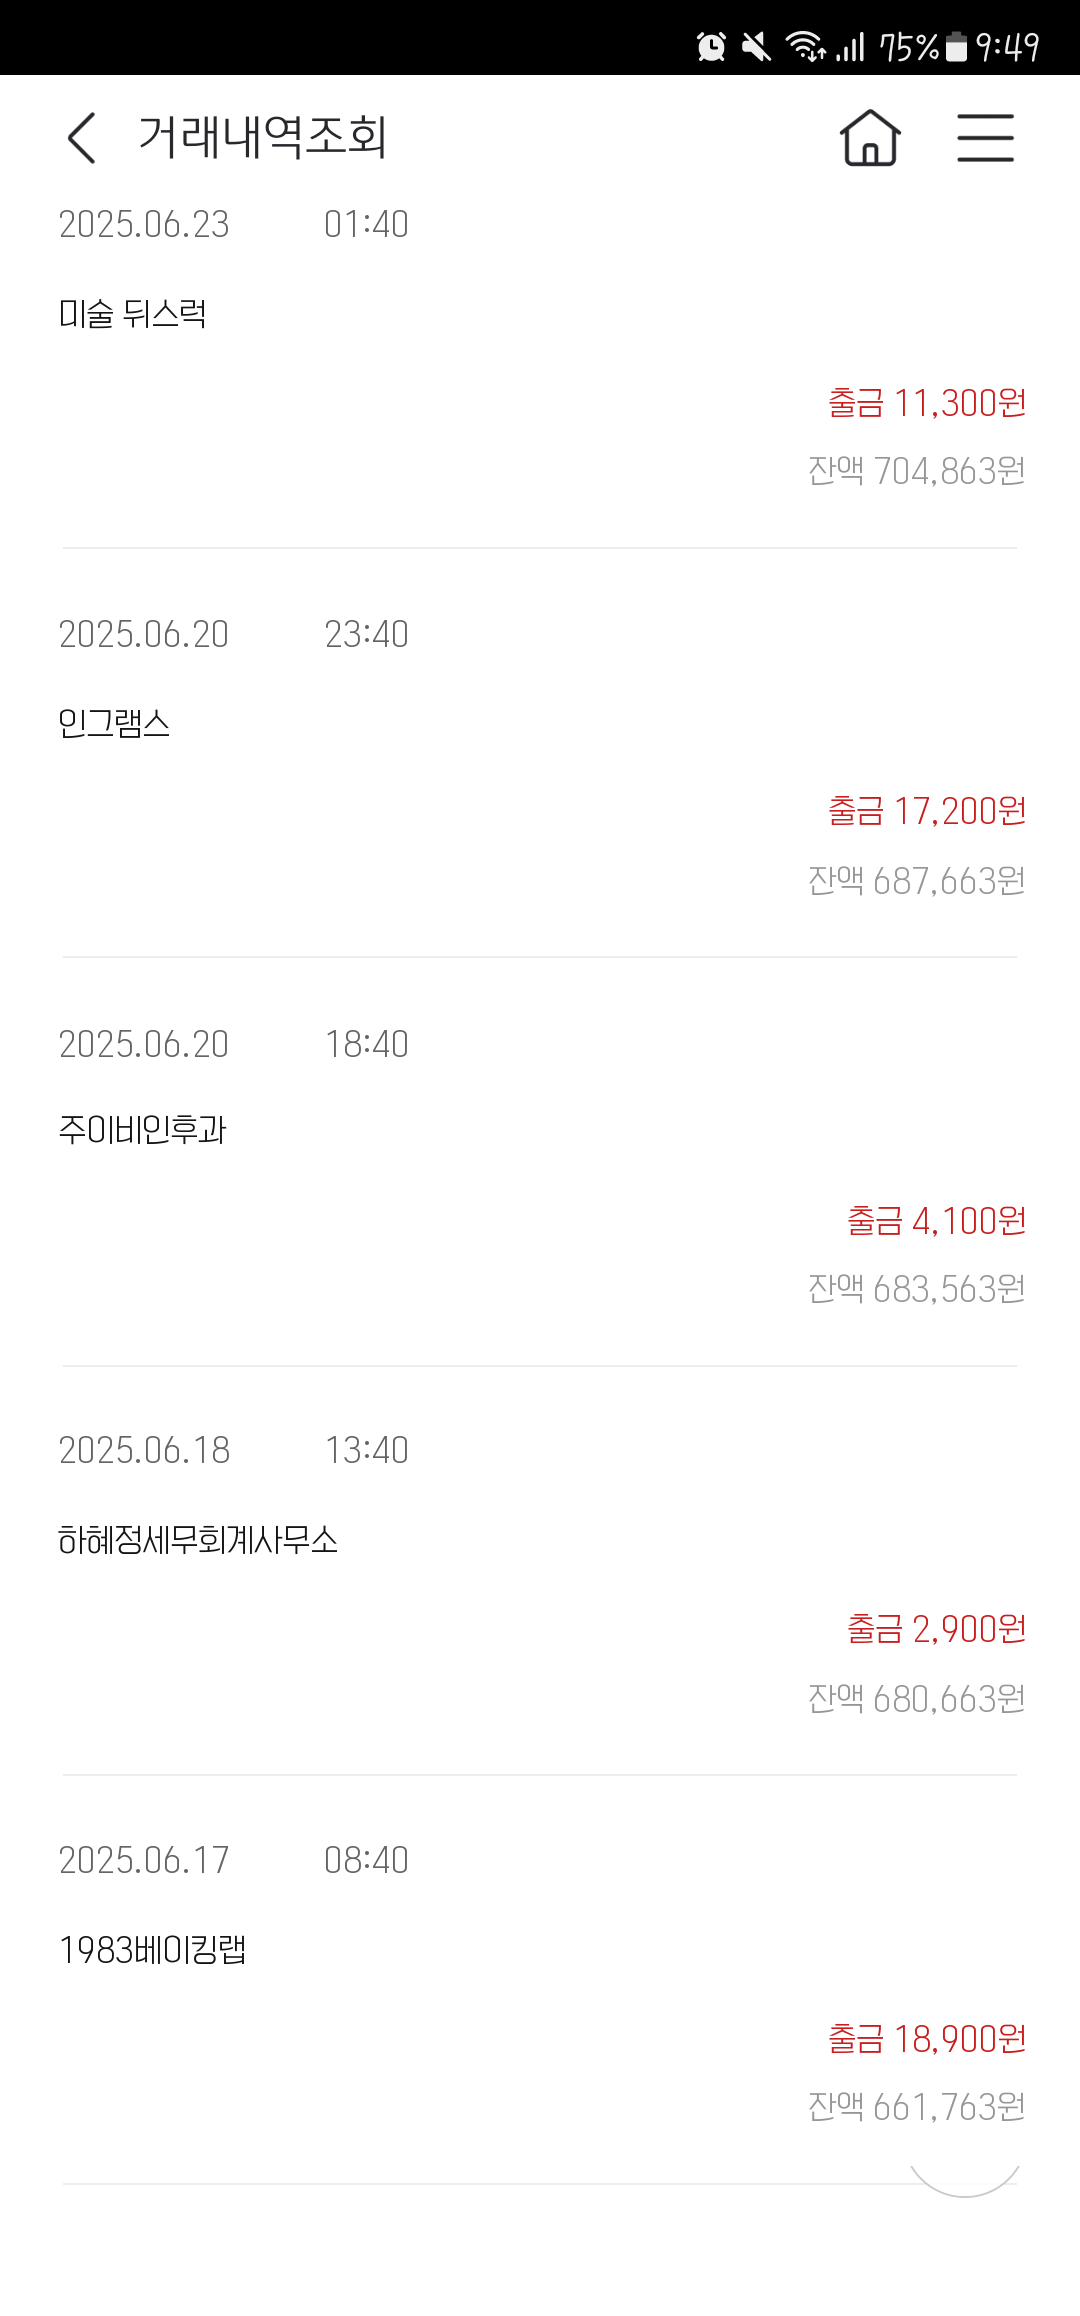 75% 9:49
거래내역조회
2025.06.23 01:40
미술 뒤스럭
출금 11,300원
잔액 704,863원
2025.06.20 23:40
인그램스
출금 17,200원
잔액 687,663원
2025.06.20 18:40
주이비인후과
출금 4,100원
잔액 683,563원
2025.06.18 13:40
하혜정세무회계사무소
출금 2,900원
잔액 680,663원
2025.06.17 08:40
1983베이킹랩
출금 18,900원
잔액 661,763원